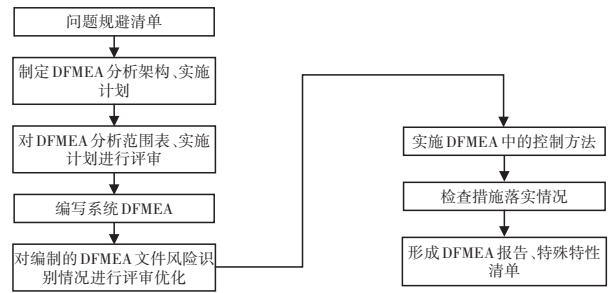 问题规避清单
制定DFMEA分析架构、实施
计划
对DFMEA分析范围表、实施
计划进行评审
编写系统DFMEA
对编制的DFMEA文件风险识
别情况进行评审优化
实施DFMEA中的控制方法
检查措施落实情况
形成DFMEA报告、特殊特性
清单